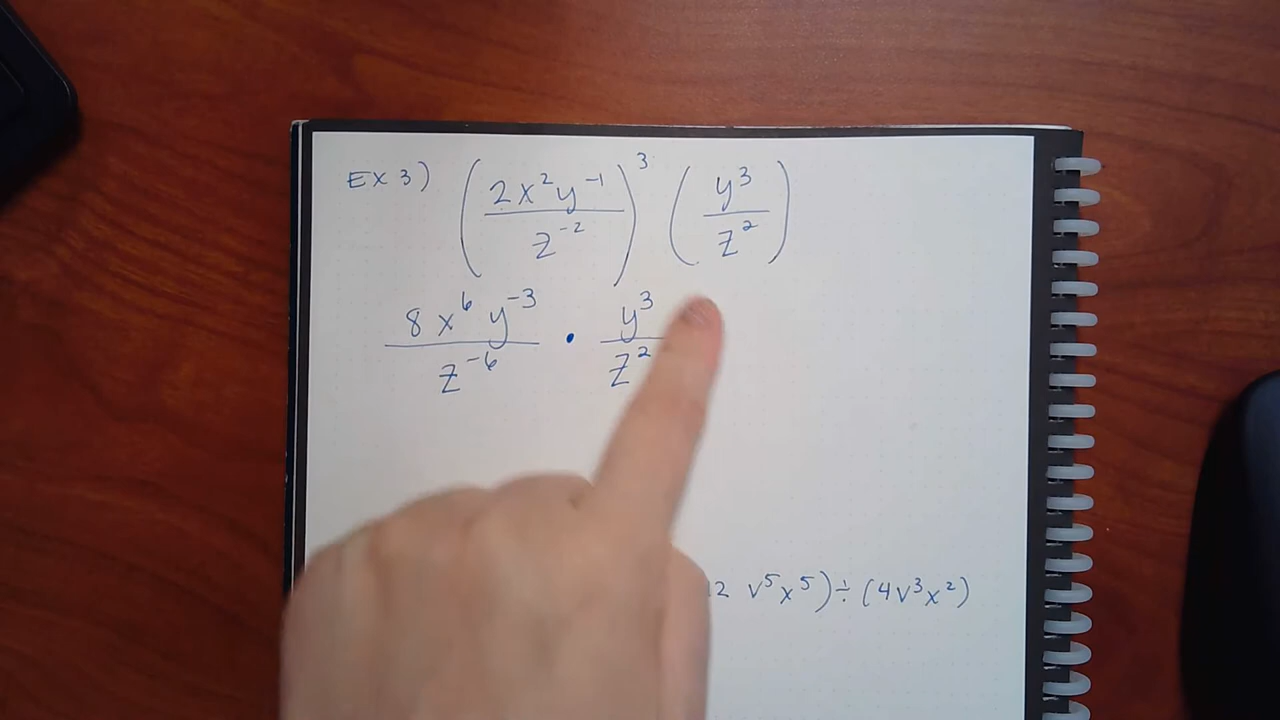 Ex 3) (2x²y⁻¹ / z⁻²)³ (y³ / z²)
8x⁶y⁻³ / z⁻⁶ · y³ / z²
2 v⁵x⁵) ÷ (4v³x²)